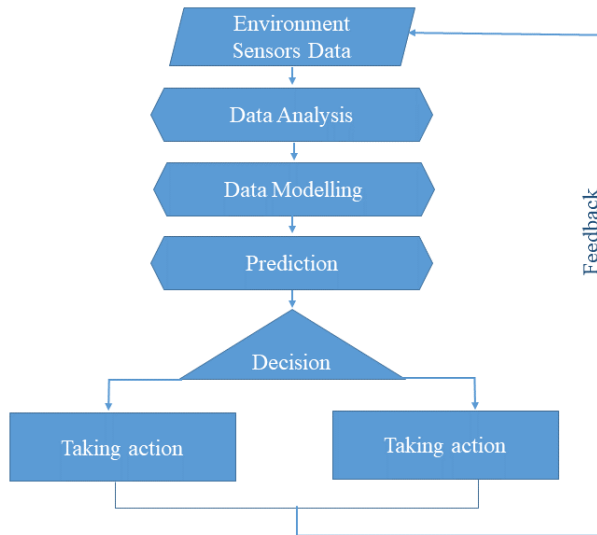 Environment
Sensors Data
Data Analysis
Data Modelling
Prediction
Decision
Taking action
Taking action
Feedback